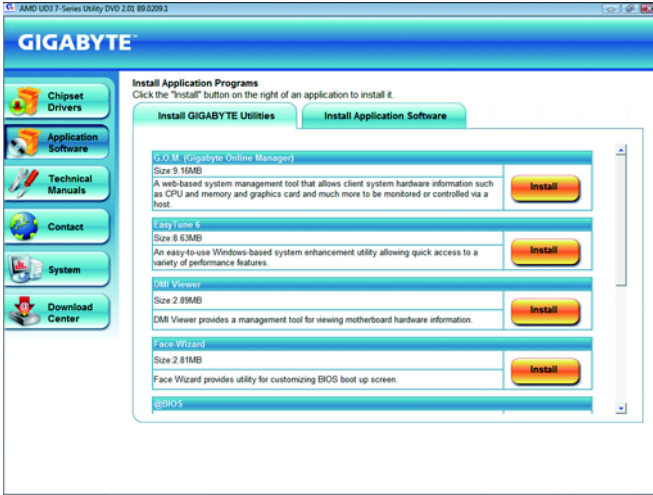 AMD UD3 7-Series Utility DVD 2.01 B9.0209.1
GIGABYTE™
Install Application Programs
Click the "Install" button on the right of an application to install it.
Install GIGABYTE Utilities
Install Application Software
Chipset
Drivers
Application
Software
Technical
Manuals
Contact
System
Download
Center
G.O.M. (Gigabyte Online Manager)
Size:9.16MB
A web-based system management tool that allows client system hardware information such
as CPU and memory and graphics card and much more to be monitored or controlled via a
host.
Install
EasyTune 6
Size:8.63MB
An easy-to-use Windows-based system enhancement utility allowing quick access to a
variety of performance features.
Install
DMI Viewer
Size:2.89MB
DMI Viewer provides a management tool for viewing motherboard hardware information.
Install
Face-Wizard
Size:2.81MB
Face Wizard provides utility for customizing BIOS boot up screen.
Install
@BIOS